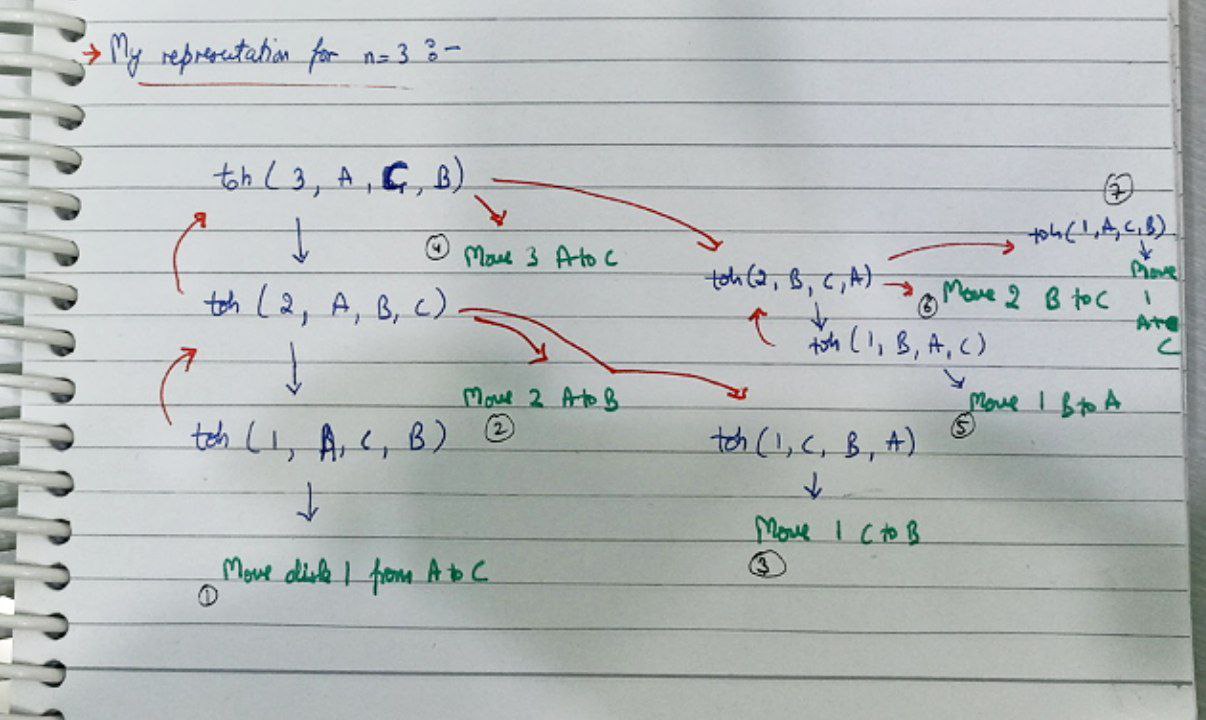 → My represutation for n=3 :-
toh ( 3, A, C, B)
④ Move 3 A to C
toh ( 2, A, B, C)
② Move 2 A to B
toh ( 1, A, C, B)
① Move disk 1 from A to C
toh (1, C, B, A)
③ Move 1 C to B
toh (2, B, C, A)
⑥ Move 2 B to C
toh ( 1, B, A, C)
⑤ Move 1 B to A
⑦
toh ( 1, A, C, B)
Move
1
A to
C